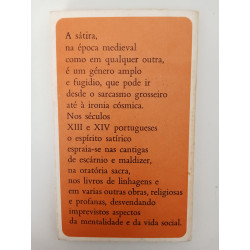 A sátira,
na época medieval
como em qualquer outra,
é um género amplo
e fugidio, que pode ir
desde o sarcasmo grosseiro
até à ironia cósmica.
Nos séculos
XIII e XIV portugueses
o espírito satírico
espraia-se nas cantigas
de escárnio e maldizer,
na oratória sacra,
nos livros de linhagens e
em varias outras obras, religiosas
e profanas, desvendando
imprevistos aspectos
da mentalidade e da vida social.